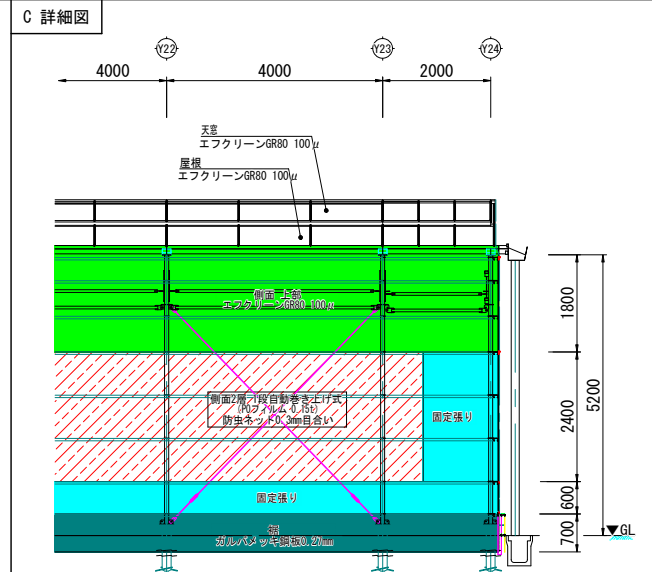 C 詳細図
Y22
Y23
Y24
4000
4000
2000
天窓
エフクリーンGR80 100μ
屋根
エフクリーンGR80 100μ
側面 上部
エフクリーンGR80 100μ
1800
側面2層 1段自動巻き上げ式
(POフィルム 0.15t)
防虫ネット0.3mm目合い
固定張り
2400
5200
固定張り
600
裾
ガルバメッキ鋼板0.27mm
700
▼GL